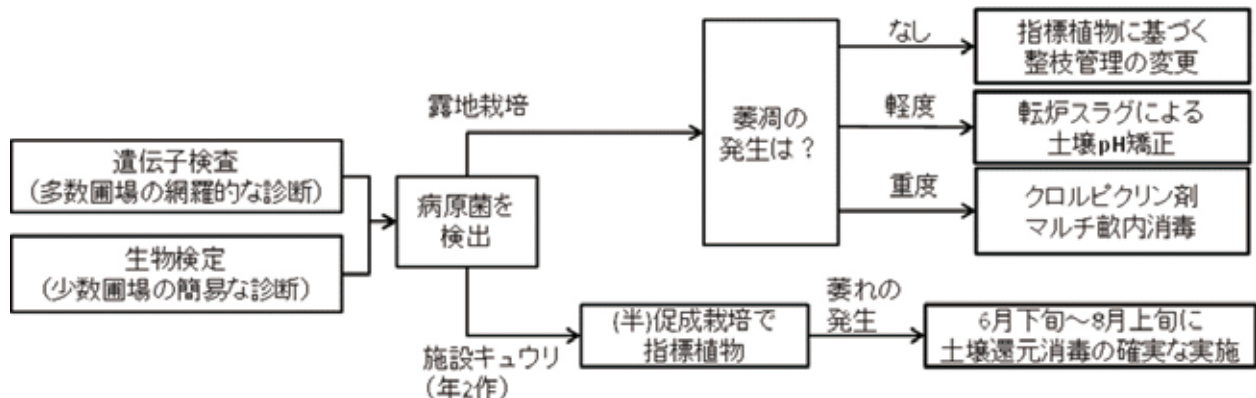 遺伝子検査
(多数圃場の網羅的な診断)
生物検定
(少数圃場の簡易な診断)
病原菌を
検出
露地栽培
萎凋の
発生は？
なし
指標植物に基づく
整枝管理の変更
軽度
転炉スラグによる
土壌pH矯正
重度
クロルピクリン剤
マルチ畝内消毒
施設キュウリ
(年2作)
(半)促成栽培で
指標植物
萎れの
発生
6月下旬～8月上旬に
土壌還元消毒の確実な実施